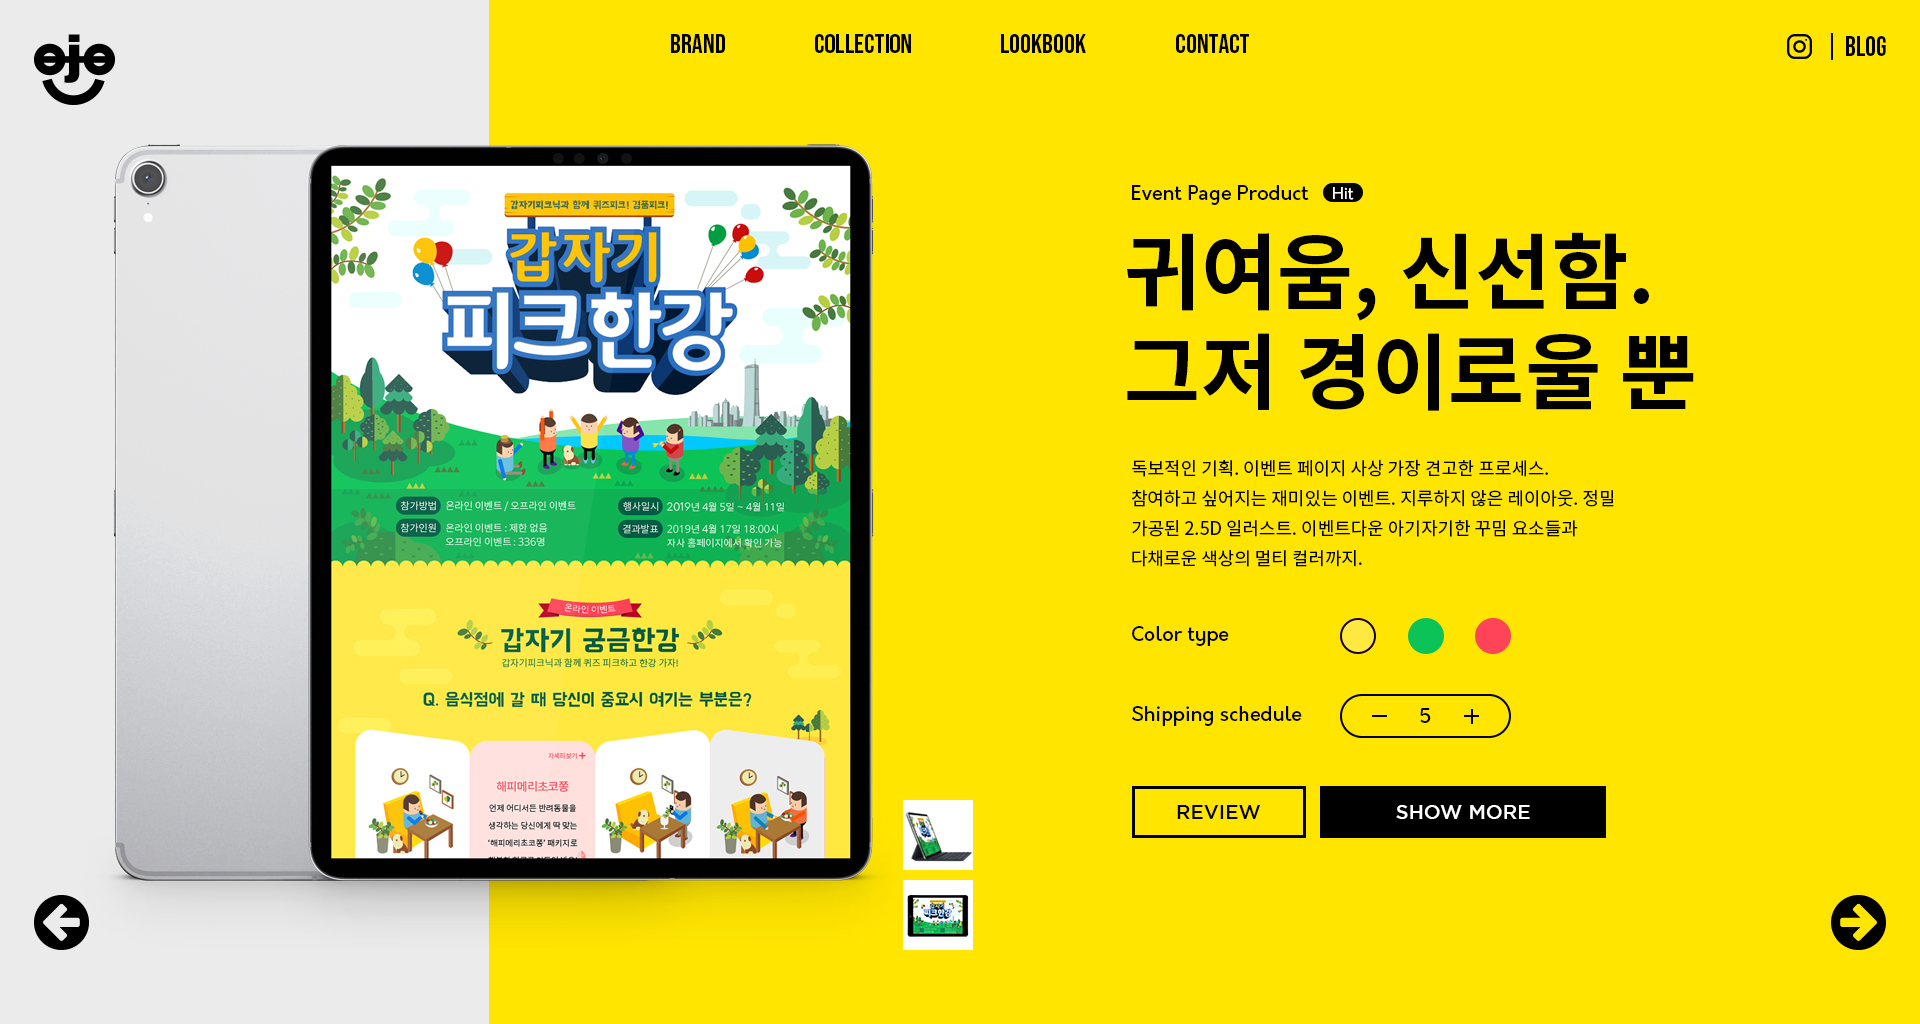 eje
BRAND
COLLECTION
LOOKBOOK
CONTACT
BLOG
갑자기피크닉과 함께 퀴즈피크! 경품피크!
갑자기
피크한강
참가방법 온라인 이벤트 / 오프라인 이벤트
참가인원 온라인 이벤트 : 제한 없음
오프라인 이벤트 : 336명
행사일시 2019년 4월 5일 ~ 4월 11일
결과발표 2019년 4월 17일 18:00시
자사 홈페이지에서 확인 가능
온라인 이벤트
갑자기 궁금한강
갑자기피크닉과 함께 퀴즈 피크하고 한강 가자!
Q. 음식점에 갈 때 당신이 중요시 여기는 부분은?
자세히보기 +
해피메리초코쫑
언제 어디서든 반려동물을
생각하는 당신에게 딱 맞는
'해피메리초코쫑' 패키지로
Event Page Product Hit
귀여움, 신선함.
그저 경이로울 뿐
독보적인 기획. 이벤트 페이지 사상 가장 견고한 프로세스.
참여하고 싶어지는 재미있는 이벤트. 지루하지 않은 레이아웃. 정밀
가공된 2.5D 일러스트. 이벤트다운 아기자기한 꾸밈 요소들과
다채로운 색상의 멀티 컬러까지.
Color type
Shipping schedule − 5 +
REVIEW
SHOW MORE